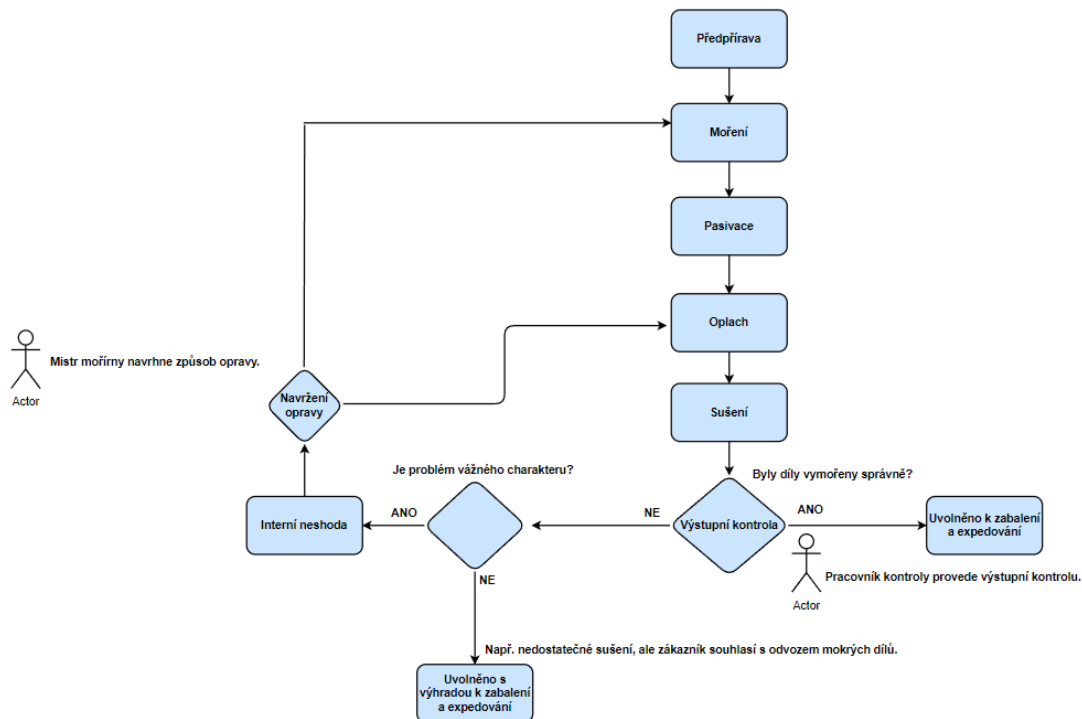 Předpřírava
Moření
Pasivace
Oplach
Mistr mořírny navrhne způsob opravy.
Actor
Navržení
opravy
Sušení
Je problém vážného charakteru?
Byly díly vymořeny správně?
Interní neshoda
ANO
NE
Výstupní kontrola
ANO
Uvolněno k zabalení
a expedování
Pracovník kontroly provede výstupní kontrolu.
Actor
NE
Např. nedostatečné sušení, ale zákazník souhlasí s odvozem mokrých dílů.
Uvolněno s
výhradou k zabalení
a expedování